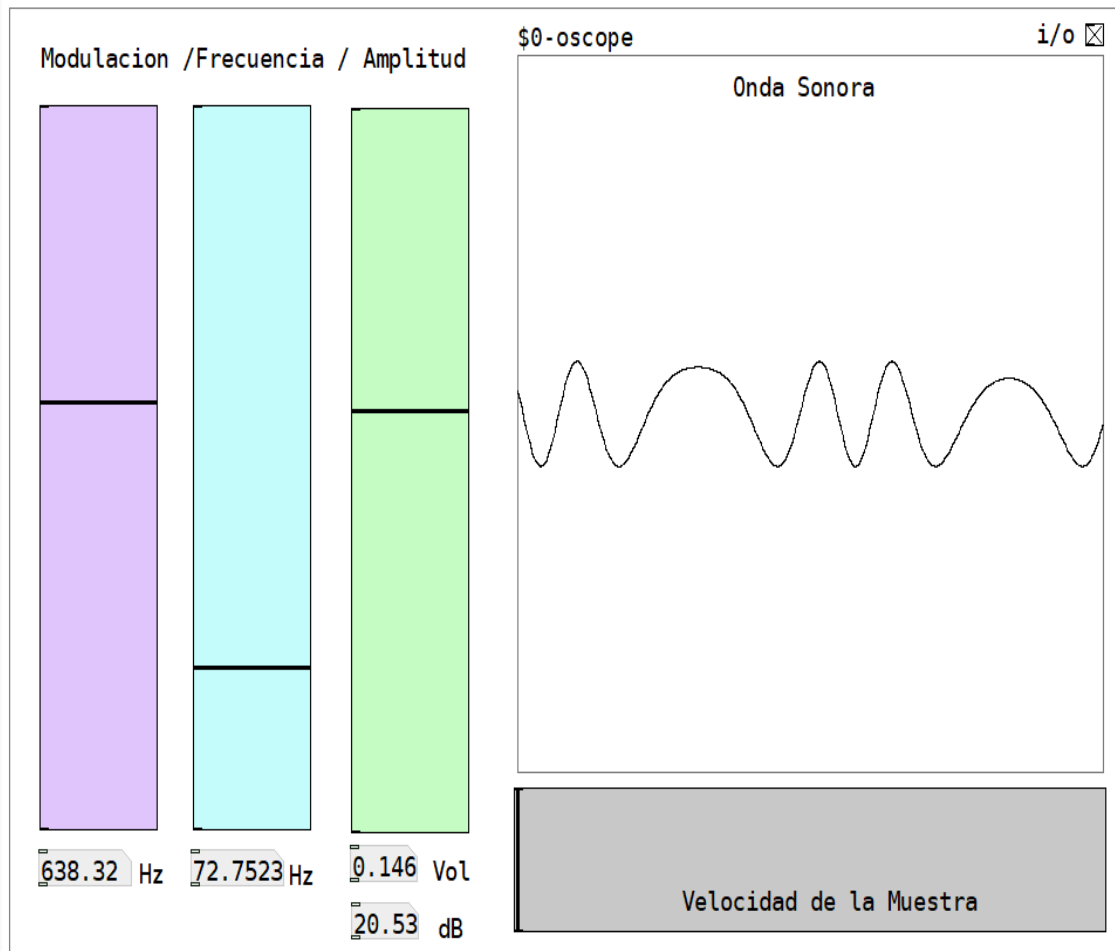 Modulacion /Frecuencia / Amplitud
638.32 Hz
72.7523 Hz
0.146 Vol
20.53 dB
$0-oscope
i/o
Onda Sonora
Velocidad de la Muestra